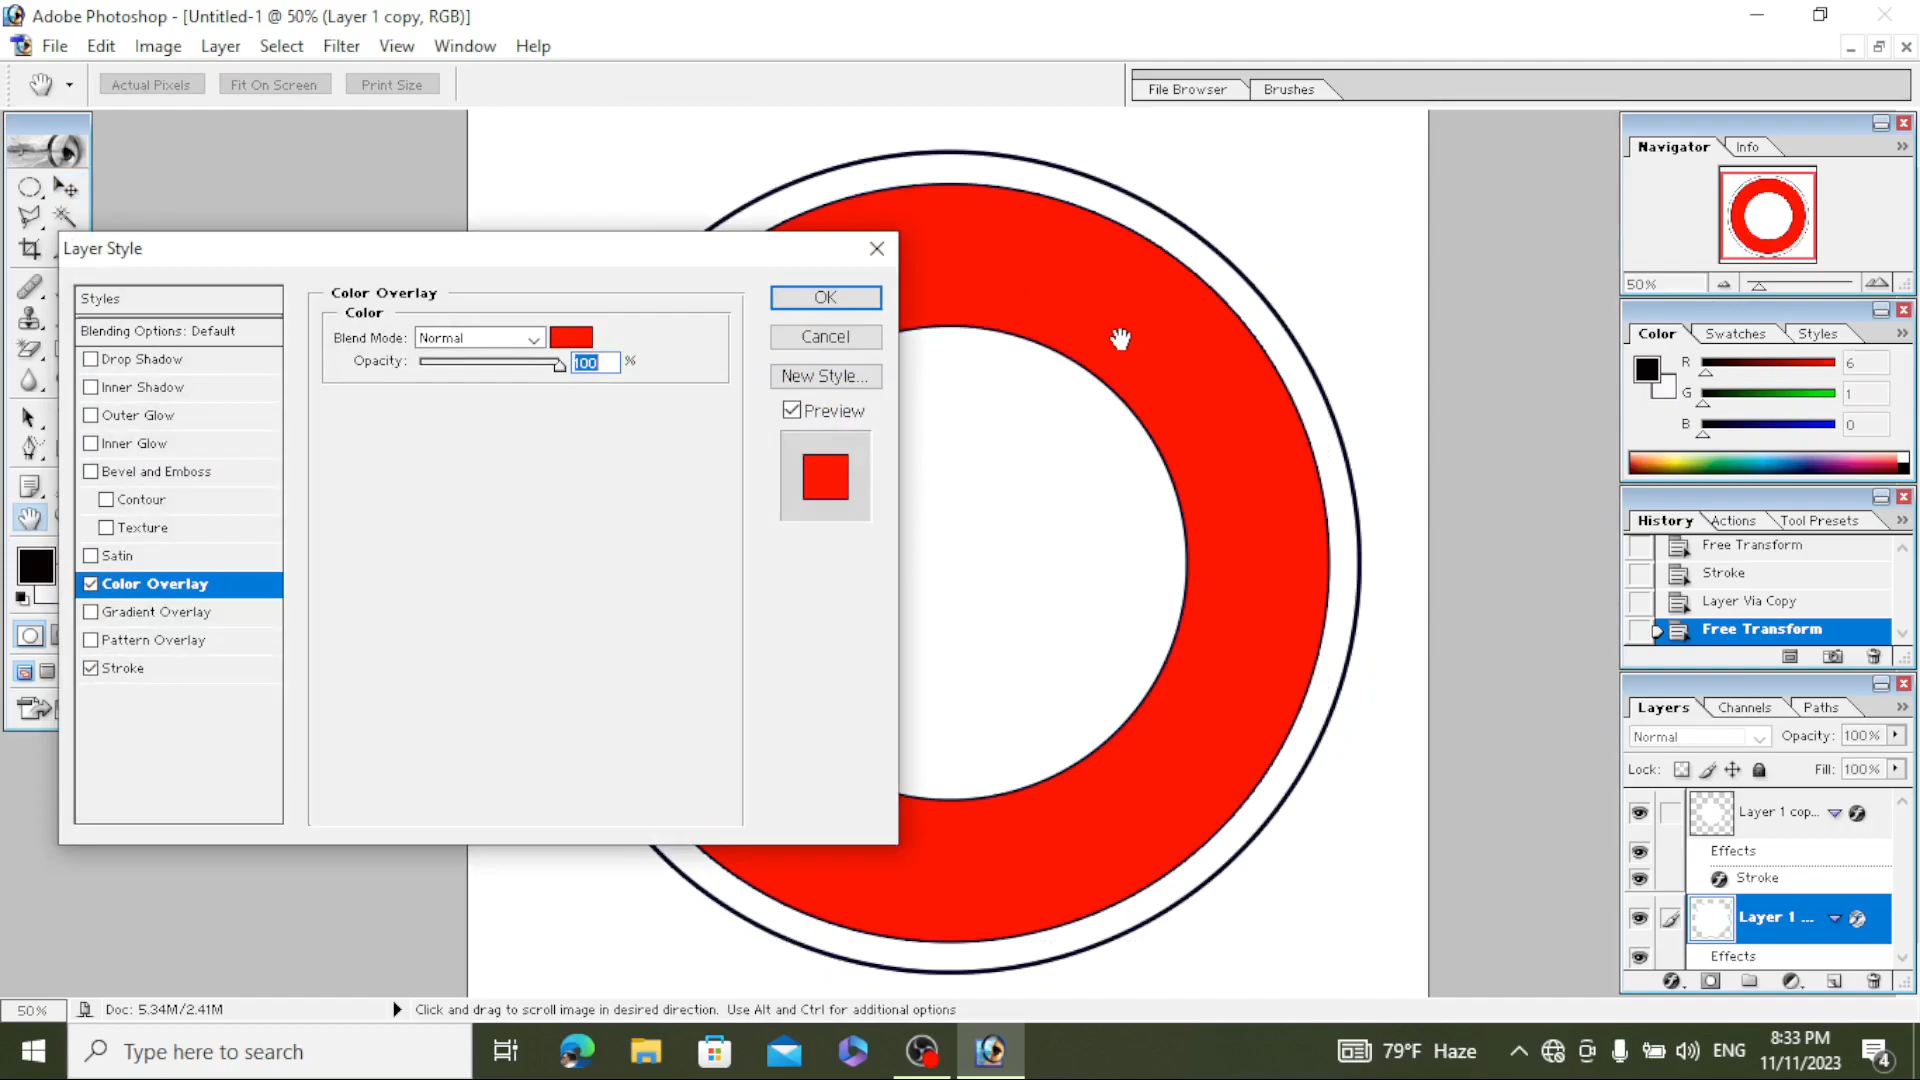 Adobe Photoshop - [Untitled-1 @ 50% (Layer 1 copy, RGB)]
File Edit Image Layer Select Filter View Window Help
Actual Pixels Fit On Screen Print Size
File Browser Brushes
Navigator Info
50%
Layer Style
Styles
Blending Options: Default
Drop Shadow
Inner Shadow
Outer Glow
Inner Glow
Bevel and Emboss
Contour
Texture
Satin
Color Overlay
Gradient Overlay
Pattern Overlay
Stroke
Color Overlay
Color
Blend Mode: Normal
Opacity: 100 %
OK
Cancel
New Style...
Preview
Color Swatches Styles
R 6
G 1
B 0
History Actions Tool Presets
Free Transform
Stroke
Layer Via Copy
Free Transform
Layers Channels Paths
Normal Opacity: 100%
Lock: Fill: 100%
Layer 1 cop...
Effects
Stroke
Layer 1 ...
Effects
50% Doc: 5.34M/2.41M Click and drag to scroll image in desired direction. Use Alt and Ctrl for additional options
Type here to search
79°F Haze
ENG
8:33 PM
11/11/2023
4